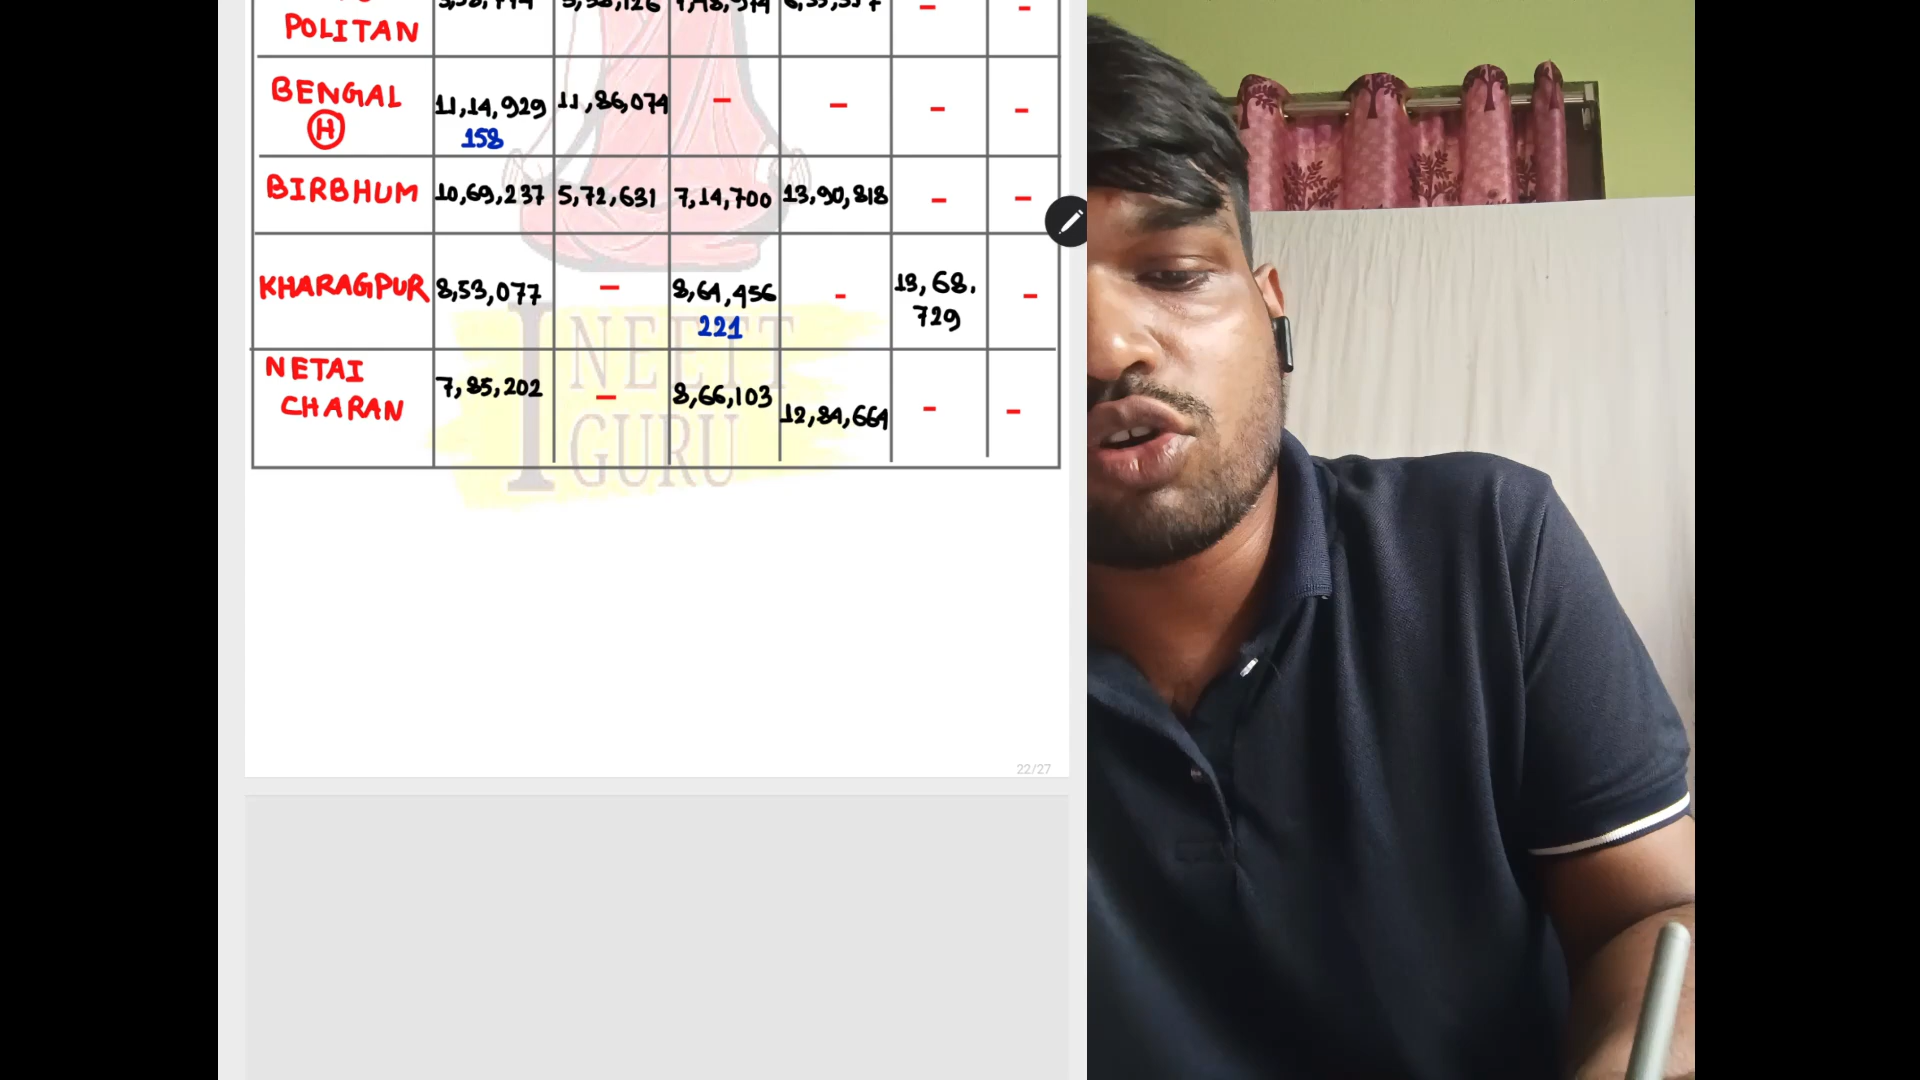 POLITAN - -
BENGAL 11,14,929 11,86,074 - - - -
H 158
BIRBHUM 10,69,237 5,72,631 7,14,700 13,90,818 - -
KHARAGPUR 8,53,077 - 8,64,456 - 13,68. -
221 729
NETAI 7,85,202 - 8,66,103 12,84,664 - -
CHARAN
I NEET
GURU
22/27